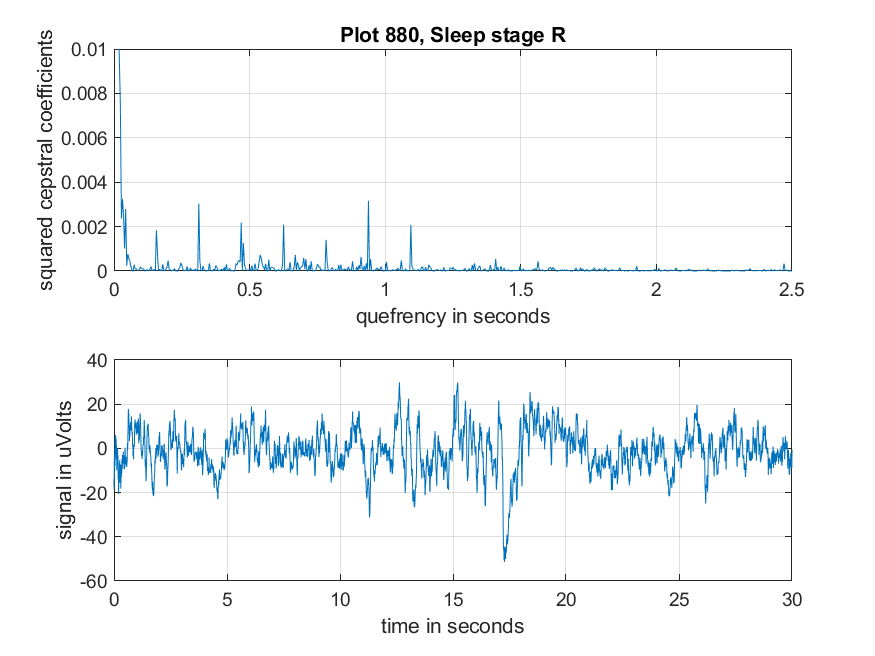 Plot 880, Sleep stage R
squared cepstral coefficients
0.01
0.008
0.006
0.004
0.002
0
0 0.5 1 1.5 2 2.5
quefrency in seconds
signal in uVolts
40
20
0
-20
-40
-60
0 5 10 15 20 25 30
time in seconds